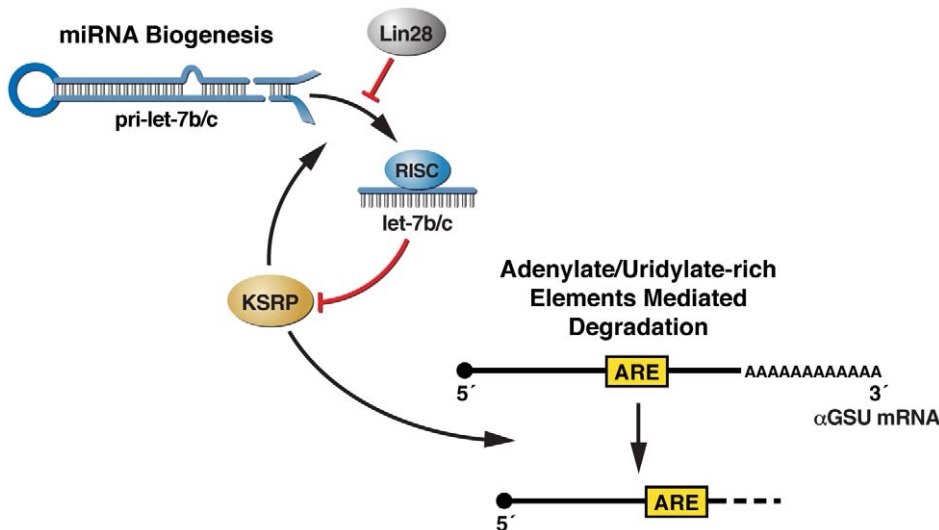 miRNA Biogenesis
Lin28
pri-let-7b/c
RISC
let-7b/c
KSRP
Adenylate/Uridylate-rich
Elements Mediated
Degradation
ARE
AAAAAAAAAAAA
5´
3´
αGSU mRNA
ARE
5´